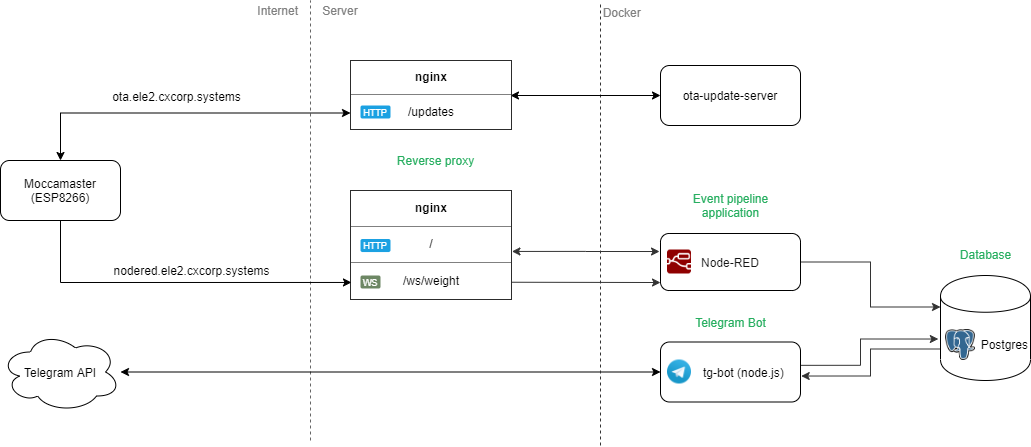 Internet
Server
Docker
nginx
HTTP
/updates
ota-update-server
ota.ele2.cxcorp.systems
Reverse proxy
Moccamaster
(ESP8266)
nginx
HTTP
/
WS
/ws/weight
nodered.ele2.cxcorp.systems
Event pipeline
application
Node-RED
Database
Postgres
Telegram Bot
tg-bot (node.js)
Telegram API